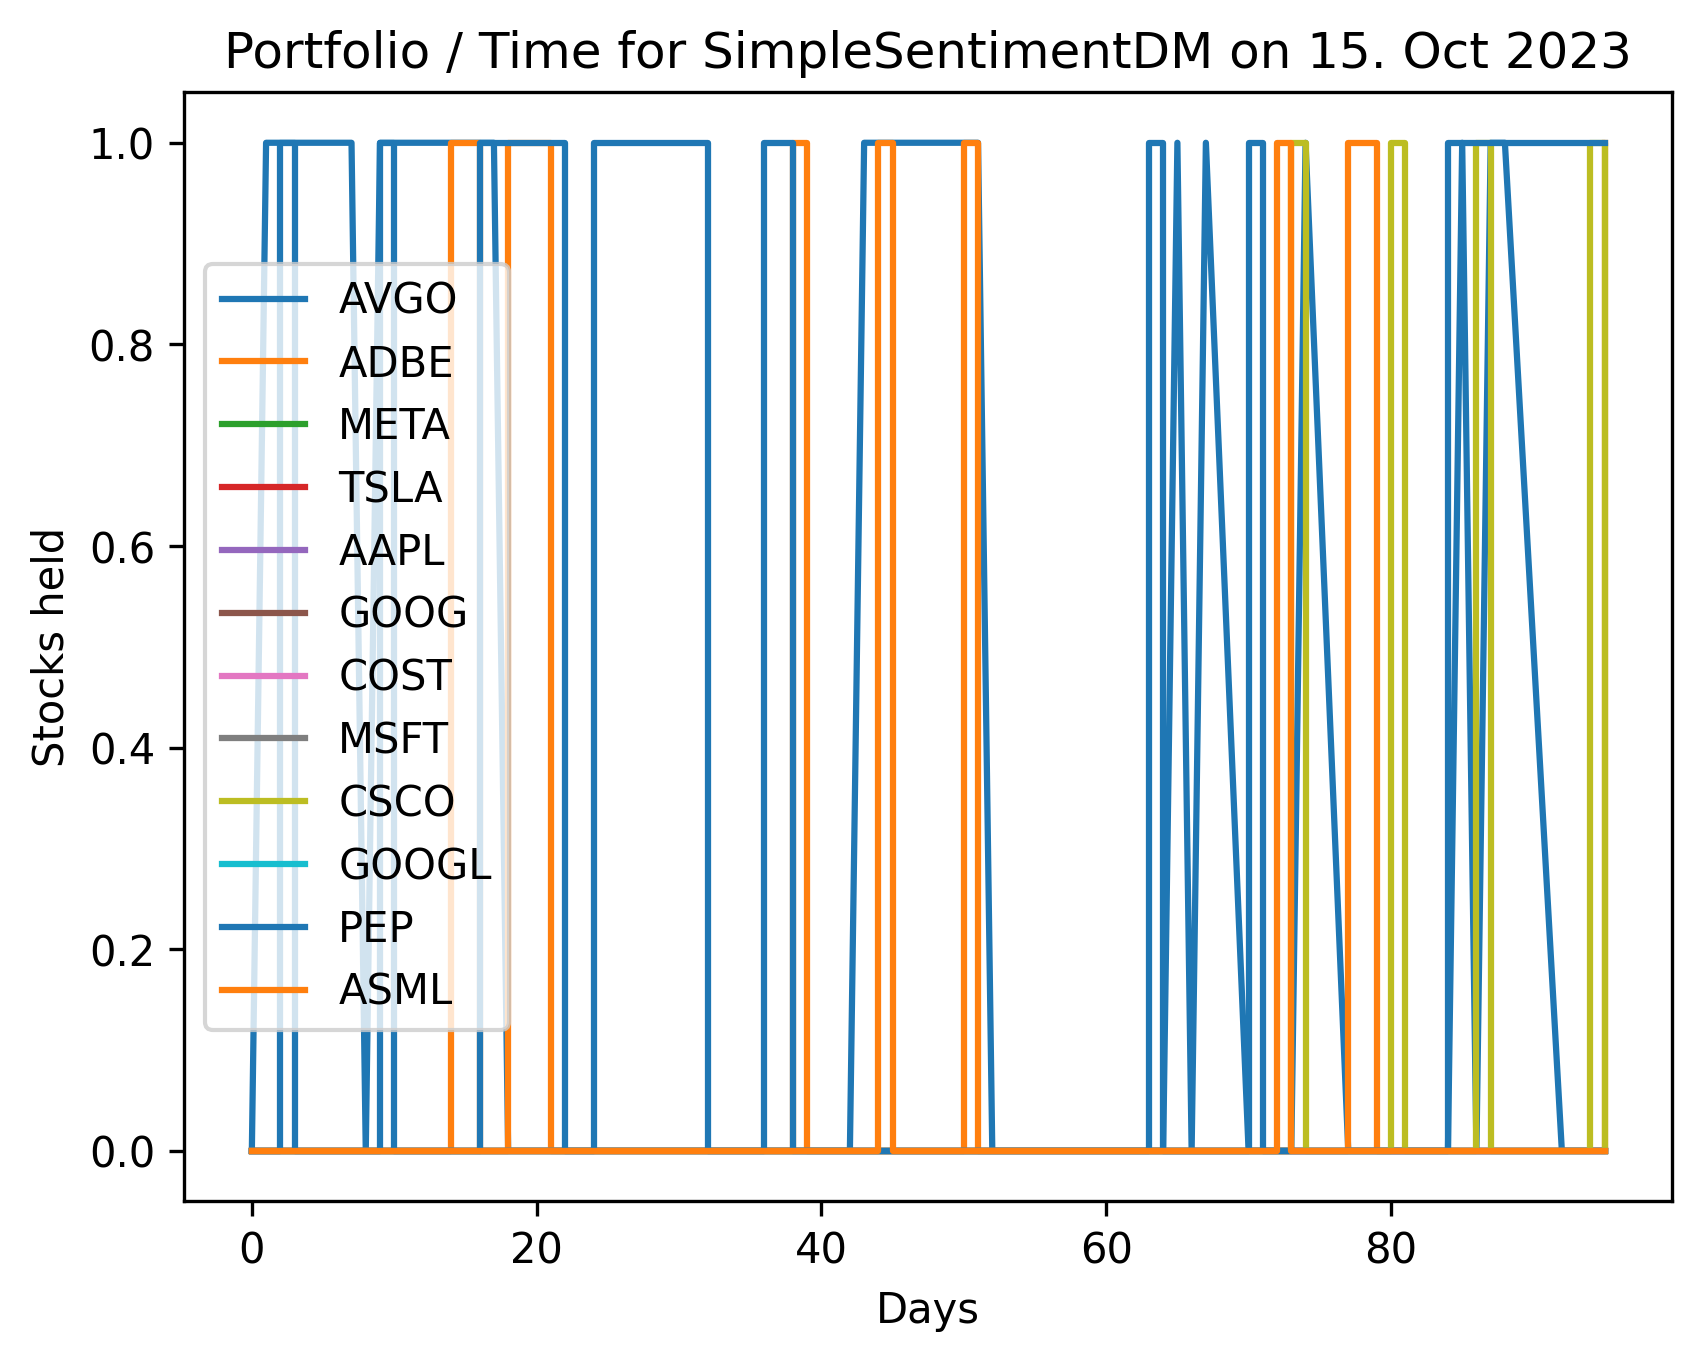 Portfolio / Time for SimpleSentimentDM on 15. Oct 2023
1.0
0.8
0.6
0.4
0.2
0.0
Stocks held
AVGO
ADBE
META
TSLA
AAPL
GOOG
COST
MSFT
CSCO
GOOGL
PEP
ASML
0 20 40 60 80
Days